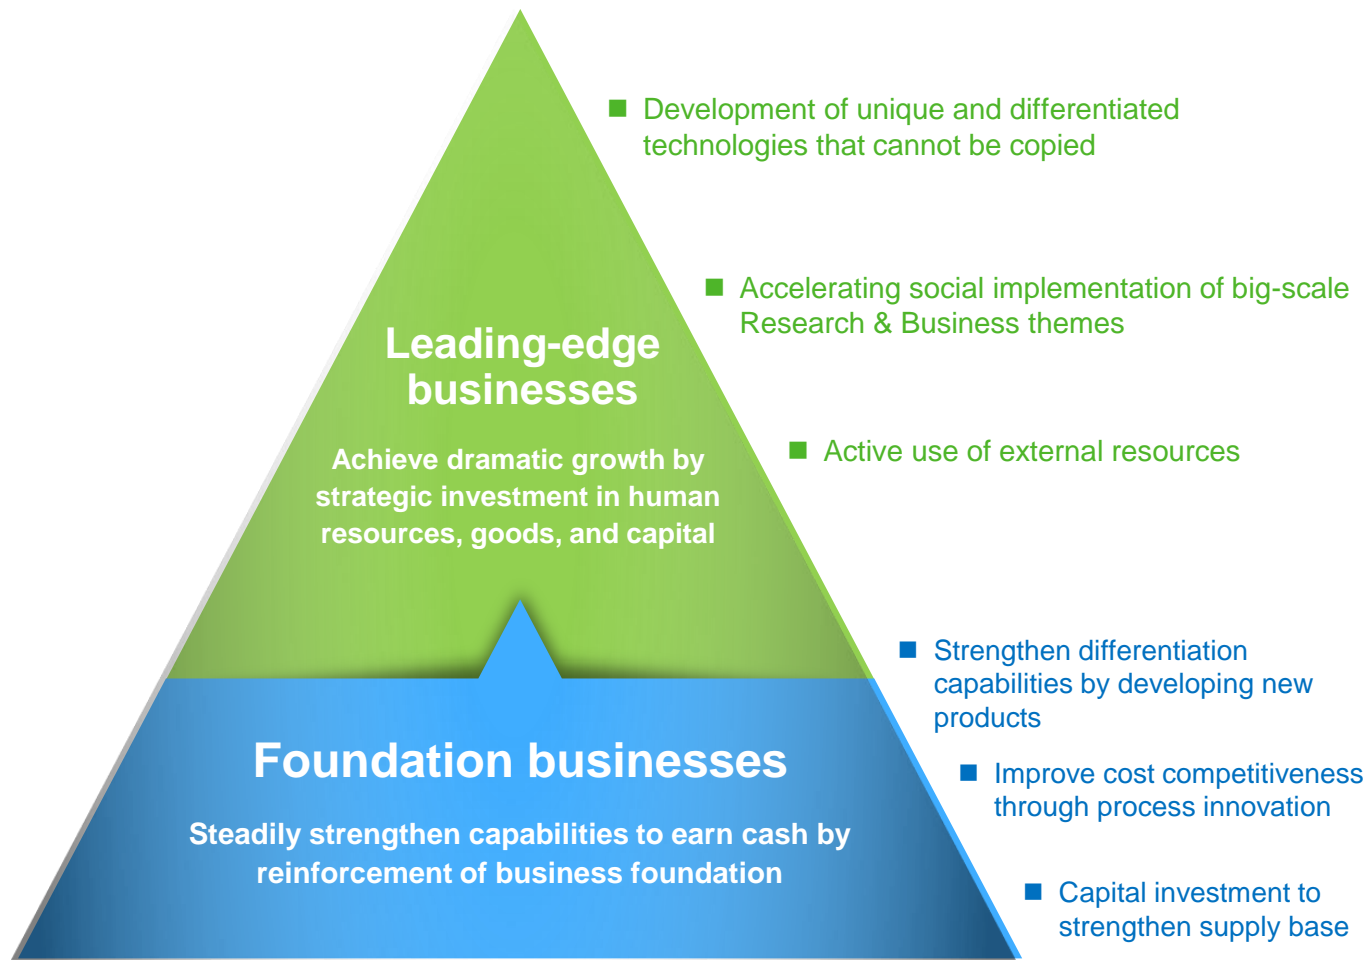 Development of unique and differentiated
technologies that cannot be copied
Accelerating social implementation of big-scale
Research & Business themes
Leading-edge
businesses
Active use of external resources
Achieve dramatic growth by
strategic investment in human
resources, goods, and capital
Strengthen differentiation
capabilities by developing new
products
Foundation businesses
Improve cost competitiveness
through process innovation
Steadily strengthen capabilities to earn cash by
reinforcement of business foundation
Capital investment to
strengthen supply base